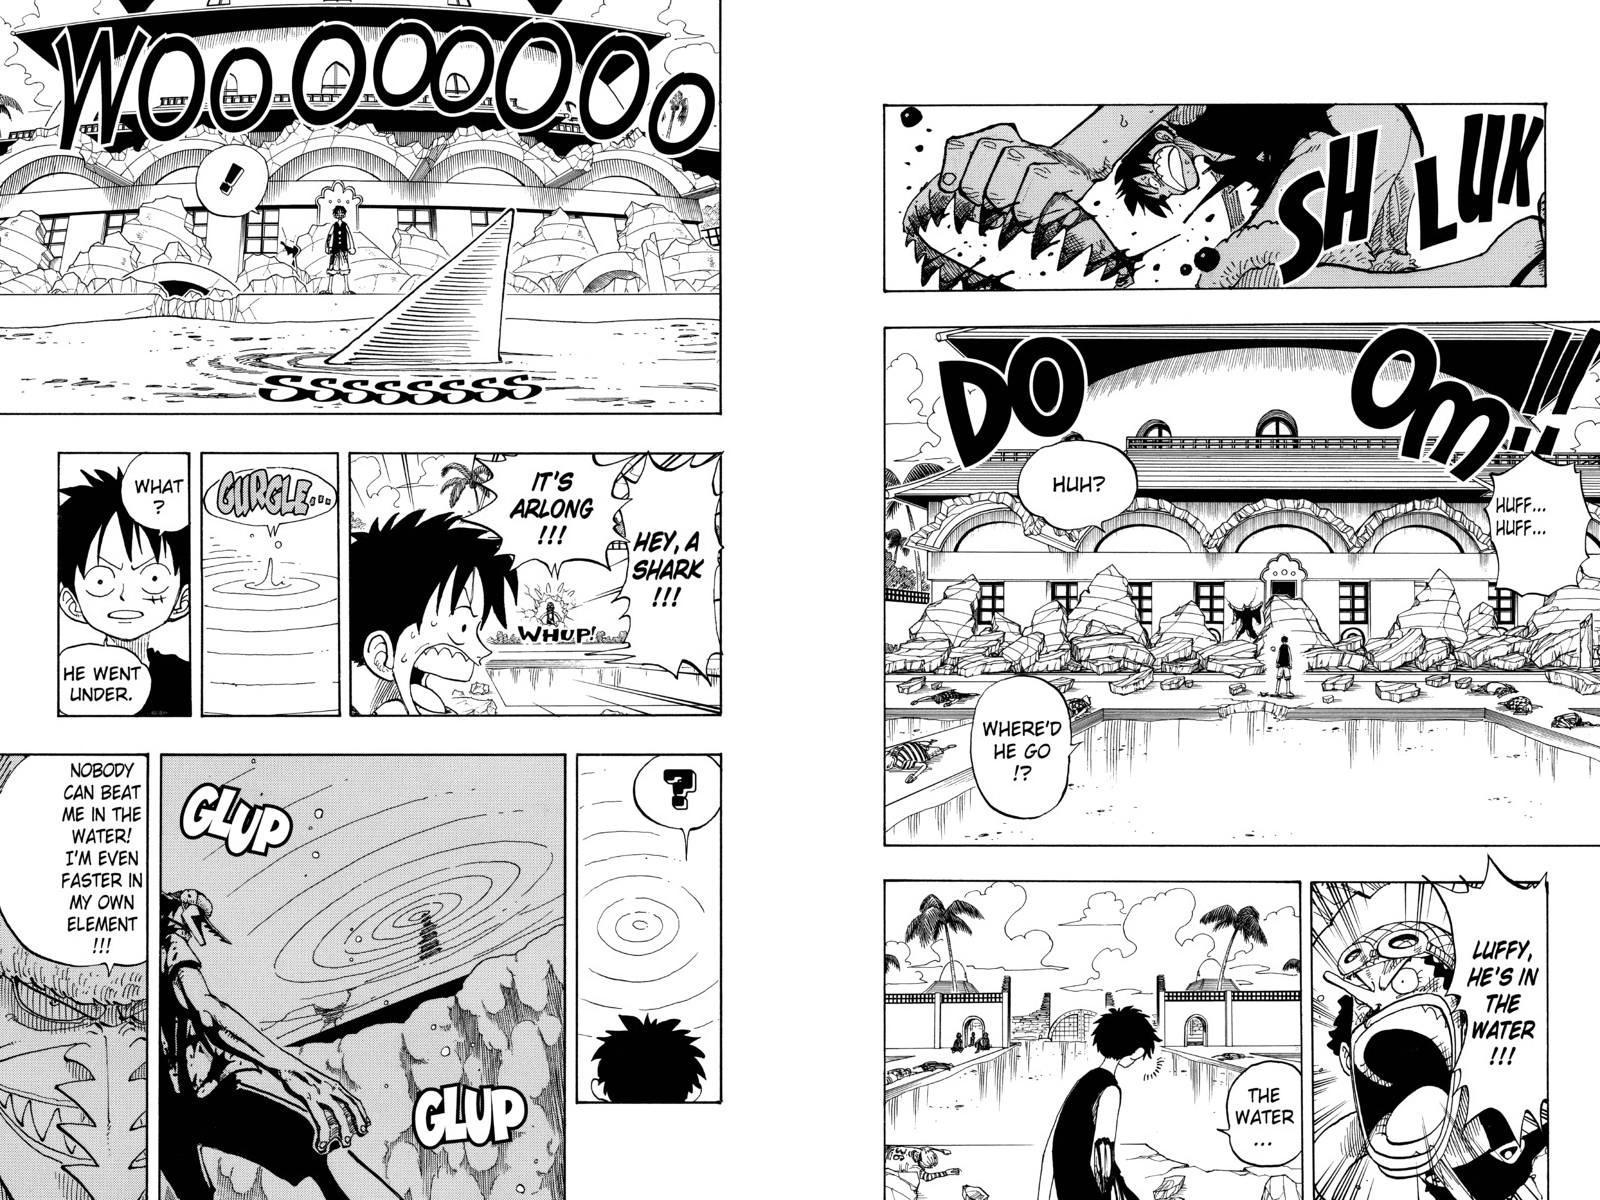 SHLUK
DOOM!!!
HUFF...
HUFF...
HUH?
WHERE'D
HE GO
!?
LUFFY,
HE'S IN
THE
WATER
!!!
THE
WATER
...
WOOOOOOOO
!
SSSSSSSS
HEY, A
SHARK
!!!
IT'S
ARLONG
!!!
WHUP!
GURGLE...
WHAT
?
HE WENT
UNDER.
?
GLUP
GLUP
NOBODY
CAN BEAT
ME IN THE
WATER!
I'M EVEN
FASTER IN
MY OWN
ELEMENT
!!!